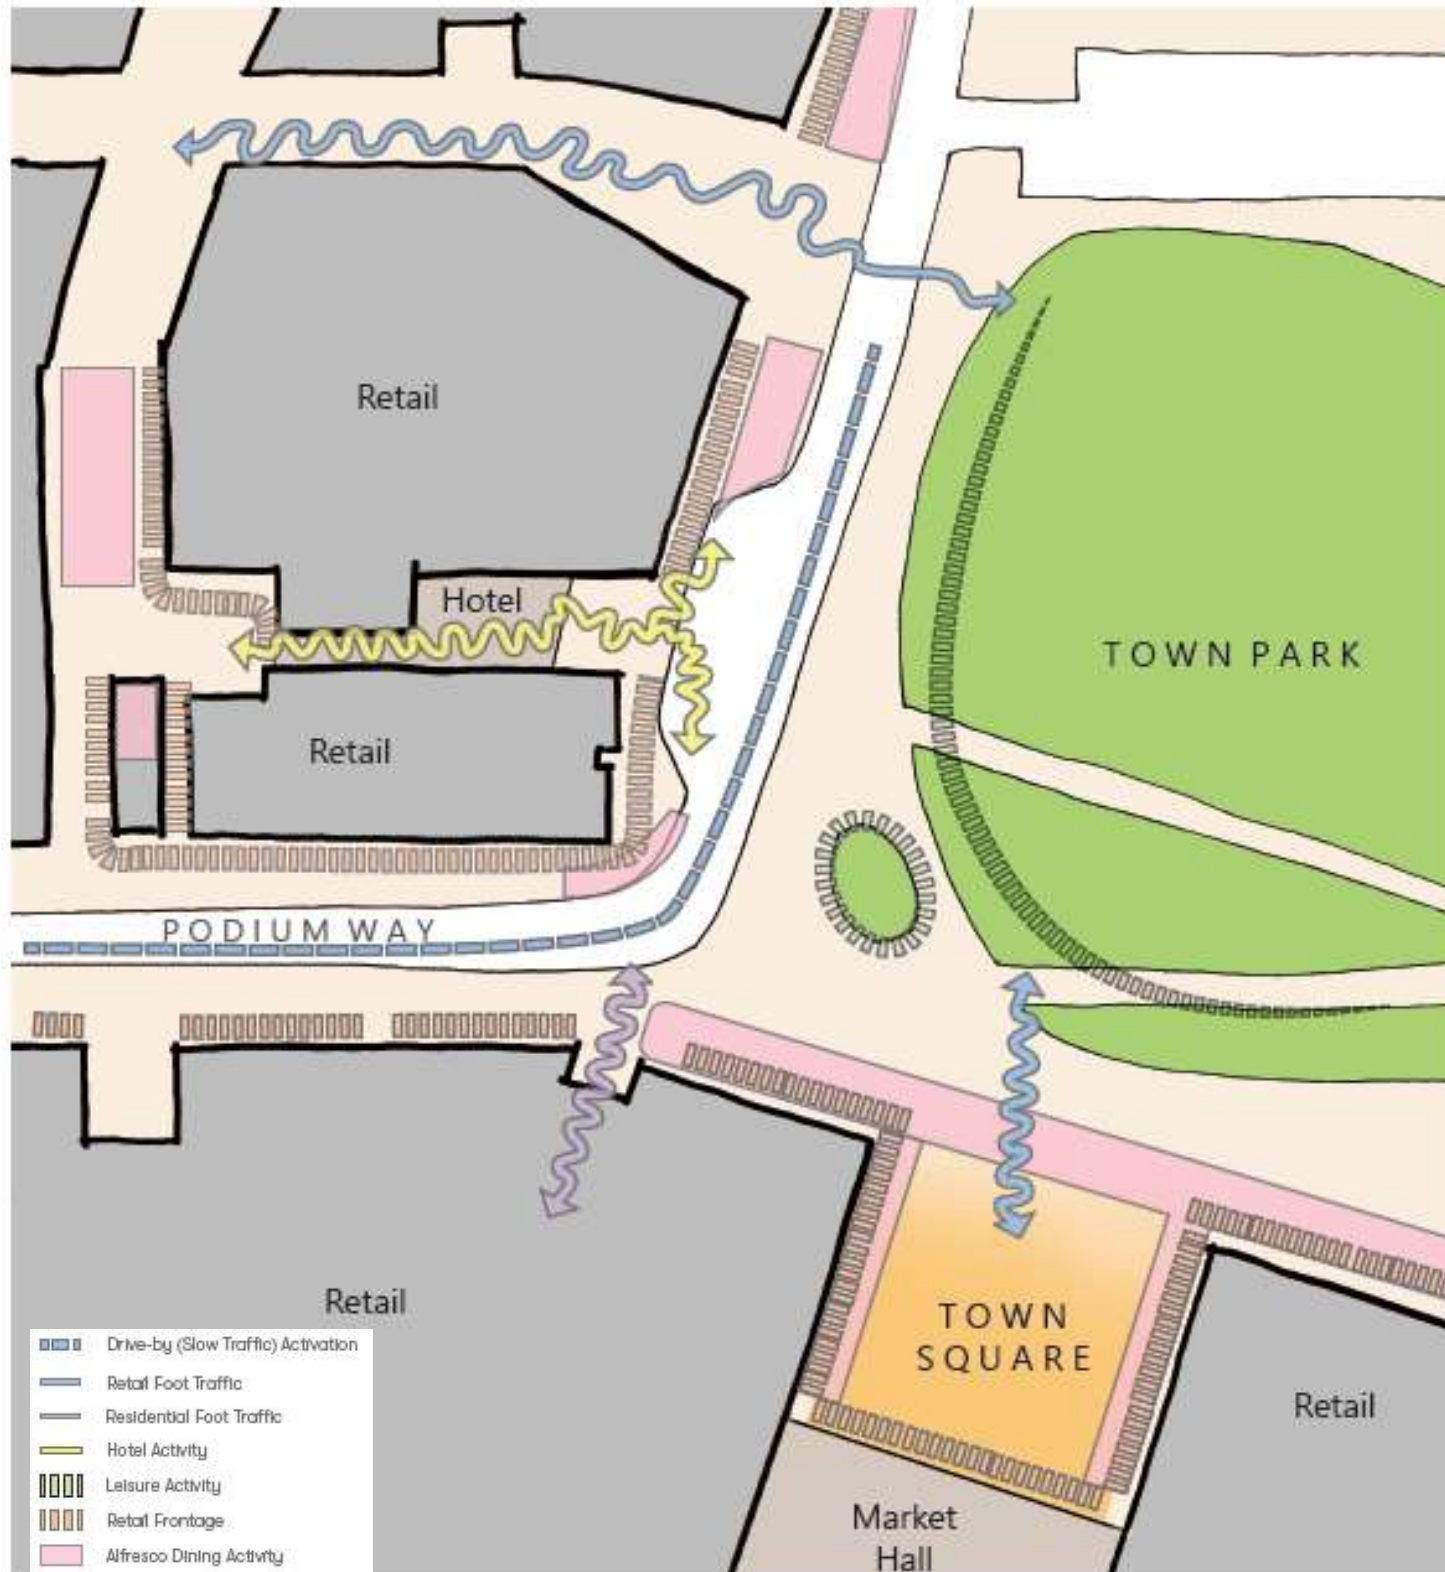 Retail
Hotel
TOWN PARK
Retail
PODIUM WAY
Retail
TOWN
SQUARE
Retail
Market
Hall
Drive-by (Slow Traffic) Activation
Retail Foot Traffic
Residential Foot Traffic
Hotel Activity
Leisure Activity
Retail Frontage
Alfresco Dining Activity